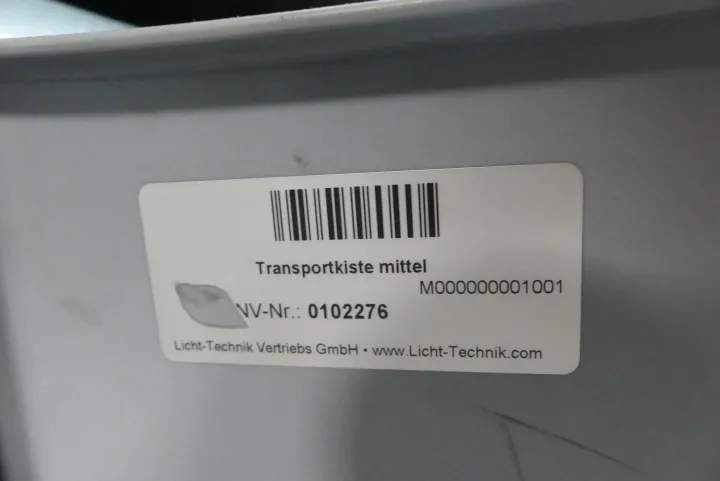 Transportkiste mittel
M000000001001
NV-Nr.: 0102276
Licht-Technik Vertriebs GmbH • www.Licht-Technik.com